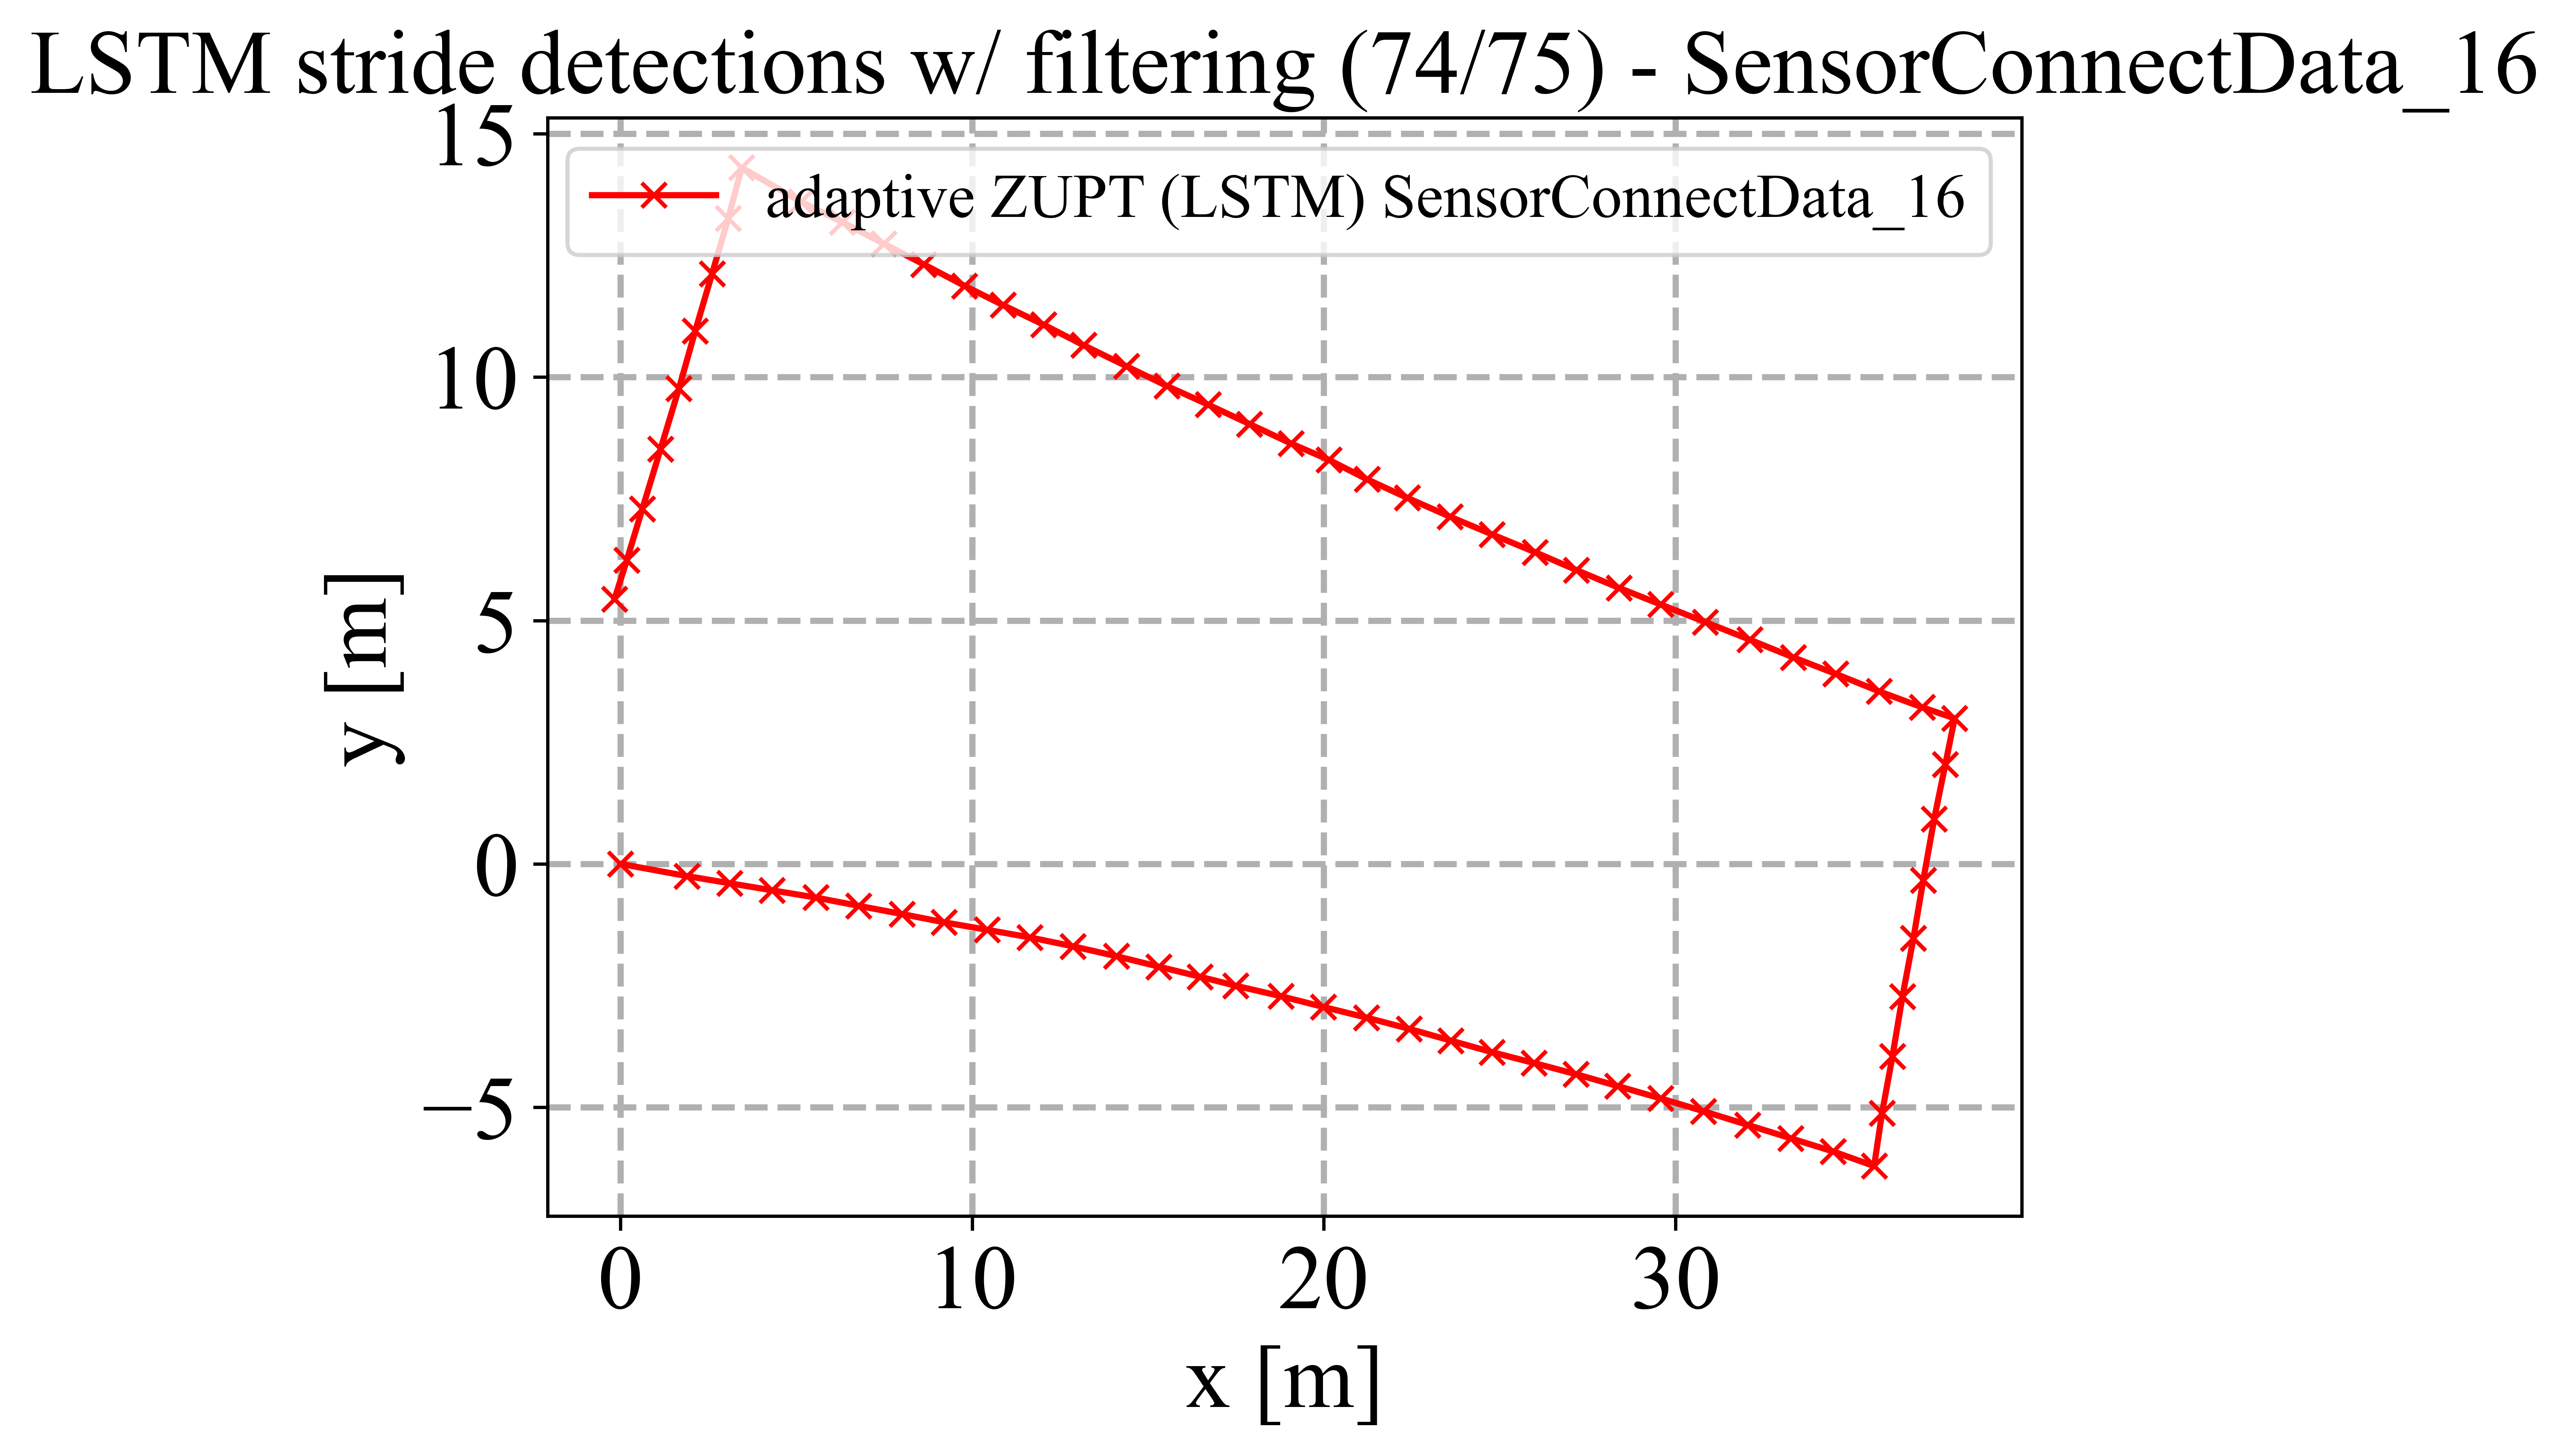 LSTM stride detections w/ filtering (74/75) - SensorConnectData_16
adaptive ZUPT (LSTM) SensorConnectData_16
15
10
5
0
−5
y [m]
0 10 20 30
x [m]